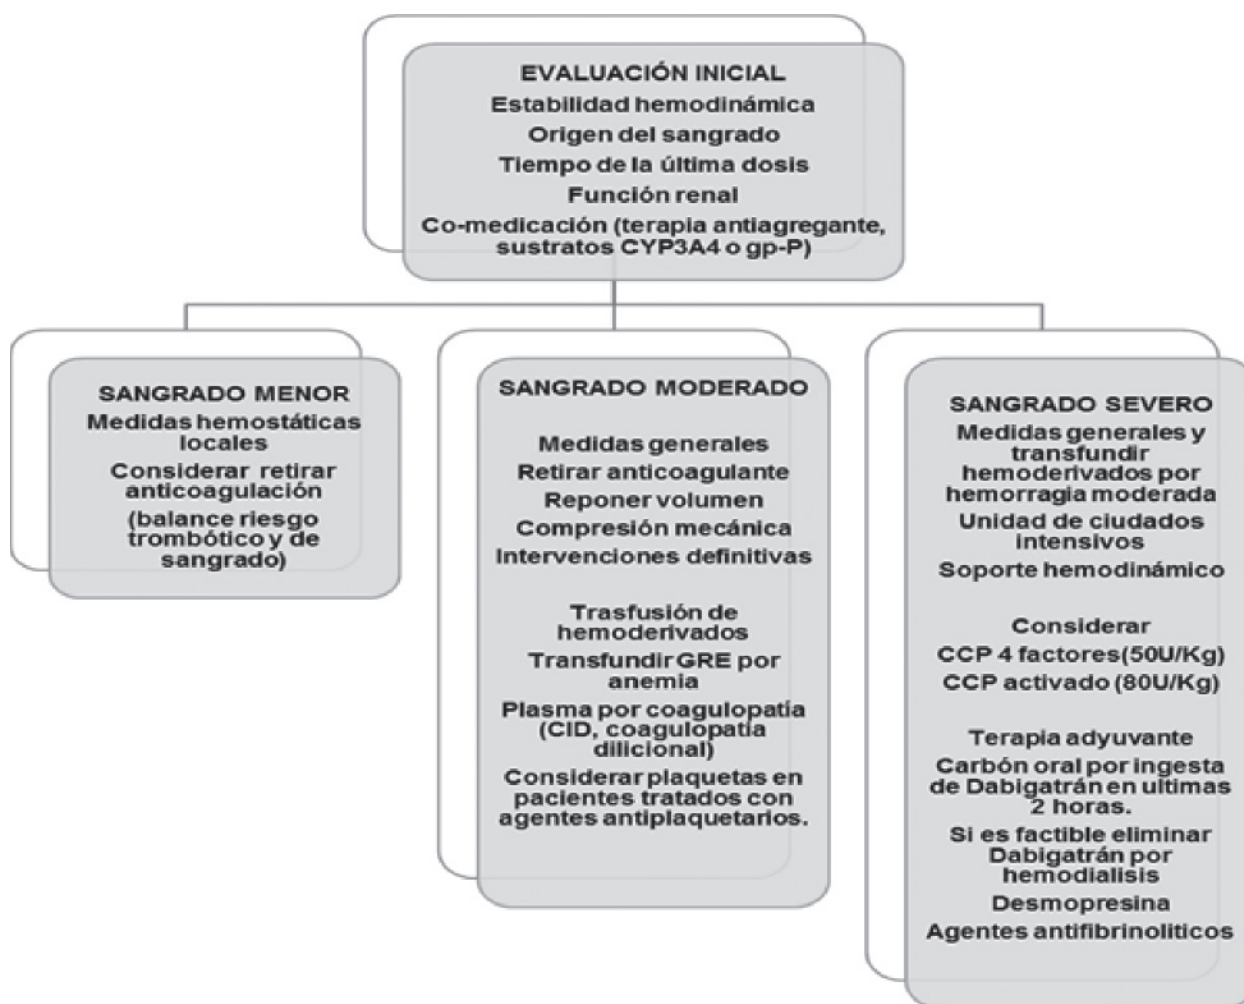 EVALUACIÓN INICIAL
Estabilidad hemodinámica
Origen del sangrado
Tiempo de la última dosis
Función renal
Co-medicación (terapia antiagregante,
sustratos CYP3A4 o gp-P)
SANGRADO MENOR
Medidas hemostáticas
locales
Considerar retirar
anticoagulación
(balance riesgo
trombótico y de
sangrado)
SANGRADO MODERADO
Medidas generales
Retirar anticoagulante
Reponer volumen
Compresión mecánica
Intervenciones definitivas
Trasfusión de
hemoderivados
Transfundir GRE por
anemia
Plasma por coagulopatía
(CID, coagulopatía
dilicional)
Considerar plaquetas en
pacientes tratados con
agentes antiplaquetarios.
SANGRADO SEVERO
Medidas generales y
transfundir
hemoderivados por
hemorragia moderada
Unidad de ciudados
intensivos
Soporte hemodinámico
Considerar
CCP 4 factores(50U/Kg)
CCP activado (80U/Kg)
Terapia adyuvante
Carbón oral por ingesta
de Dabigatrán en ultimas
2 horas.
Si es factible eliminar
Dabigatrán por
hemodialisis
Desmopresina
Agentes antifibrinoliticos